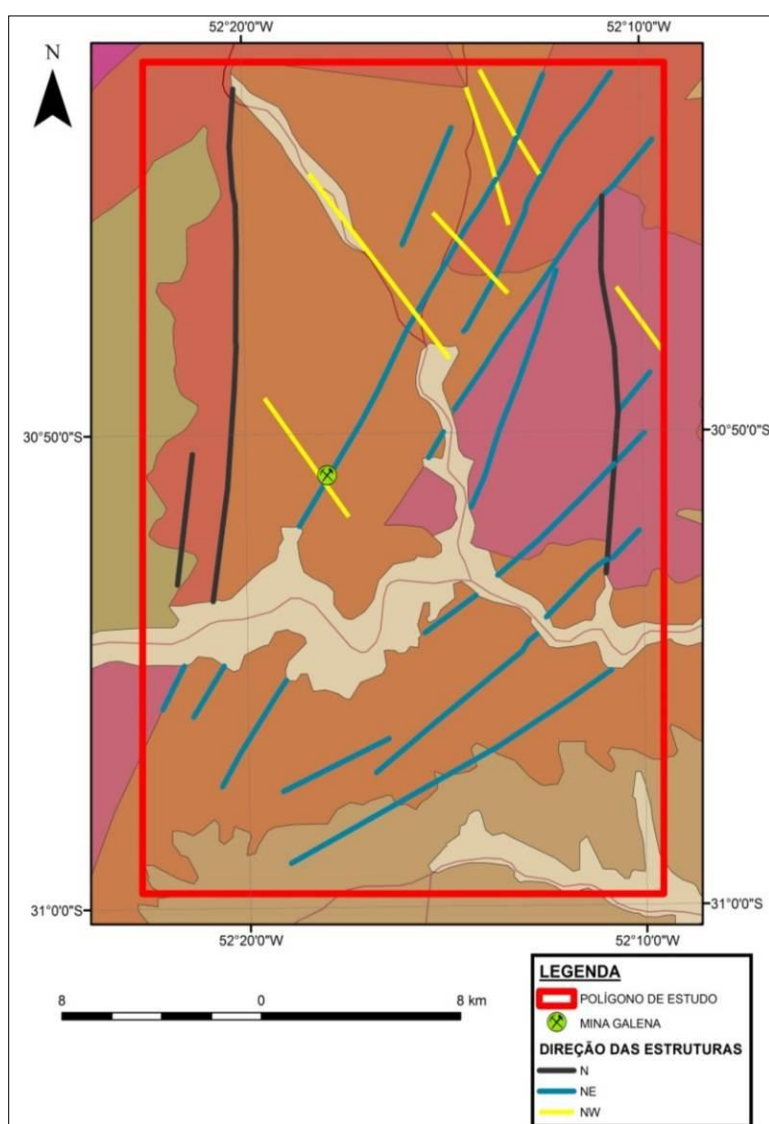 52°20'0"W 52°10'0"W
N
30°50'0"S 30°50'0"S
31°0'0"S 31°0'0"S
52°20'0"W 52°10'0"W
8 0 8 km
LEGENDA
POLÍGONO DE ESTUDO
MINA GALENA
DIREÇÃO DAS ESTRUTURAS
N
NE
NW